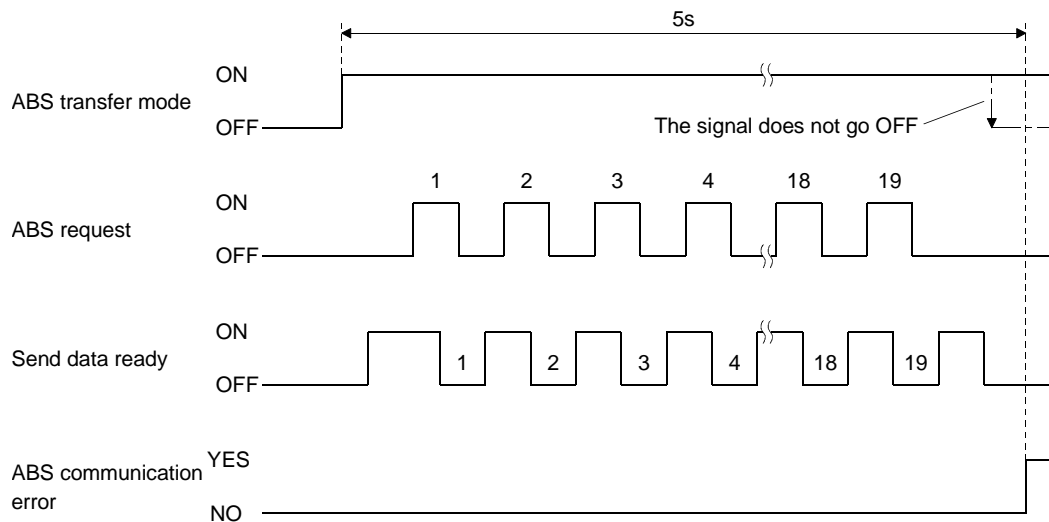 5s
ON
ABS transfer mode
OFF
The signal does not go OFF
1 2 3 4 18 19
ON
ABS request
OFF
ON
Send data ready
1 2 3 4 18 19
OFF
YES
ABS communication
error
NO